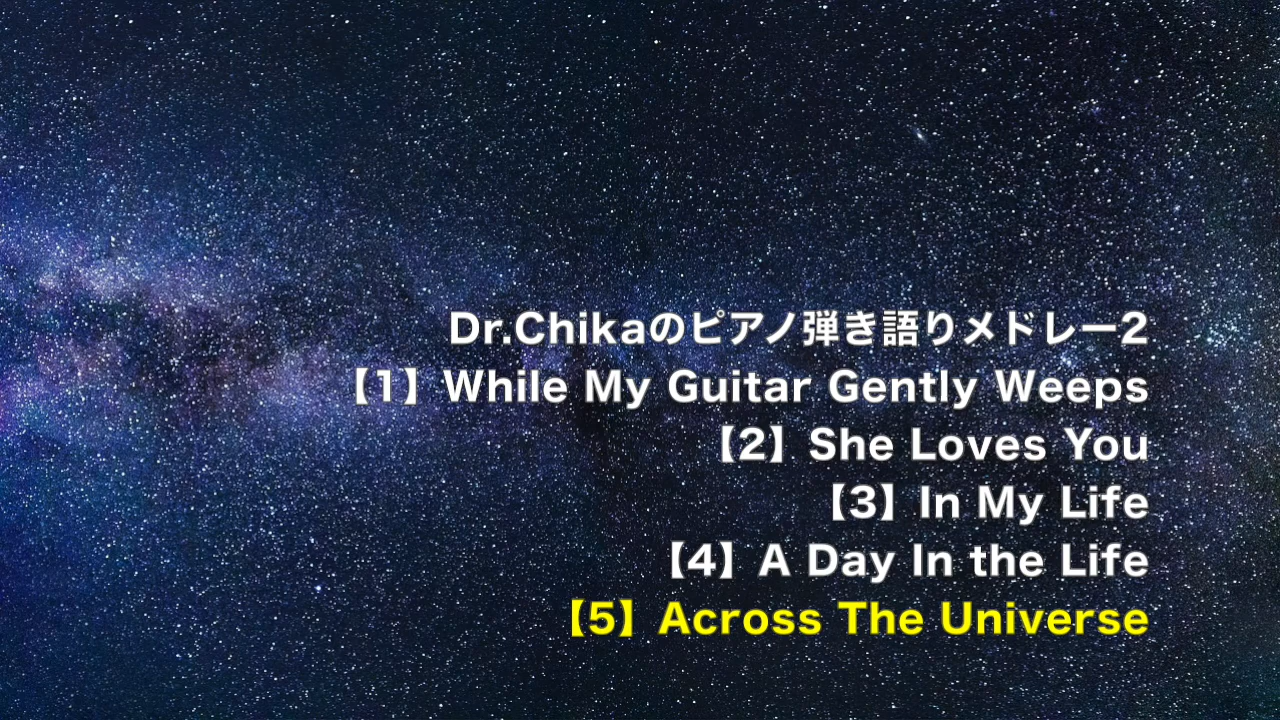 Dr.Chikaのピアノ弾き語りメドレー2
【1】While My Guitar Gently Weeps
【2】She Loves You
【3】In My Life
【4】A Day In the Life
【5】Across The Universe